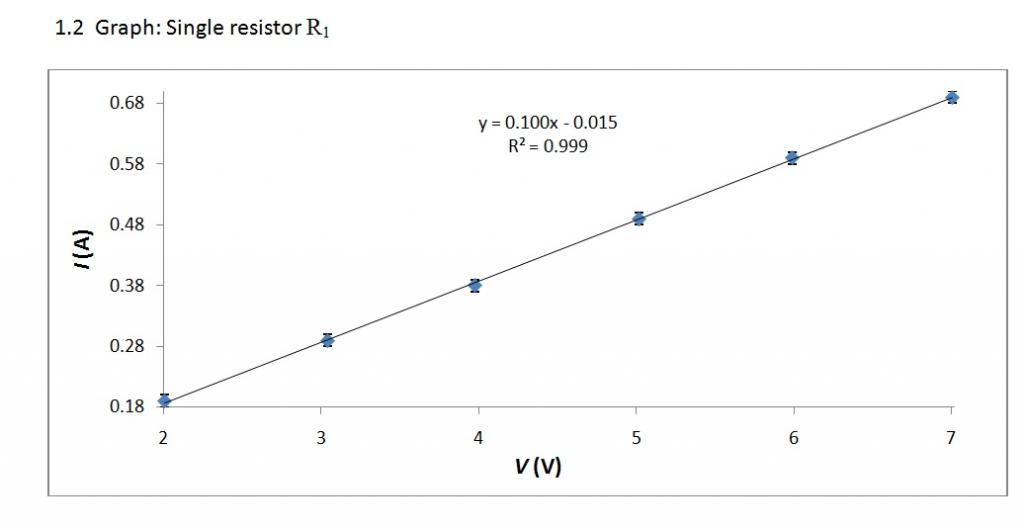 1.2 Graph: Single resistor R₁
y = 0.100x - 0.015
R² = 0.999
0.68
0.58
0.48
0.38
0.28
0.18
I (A)
2 3 4 5 6 7
V (V)